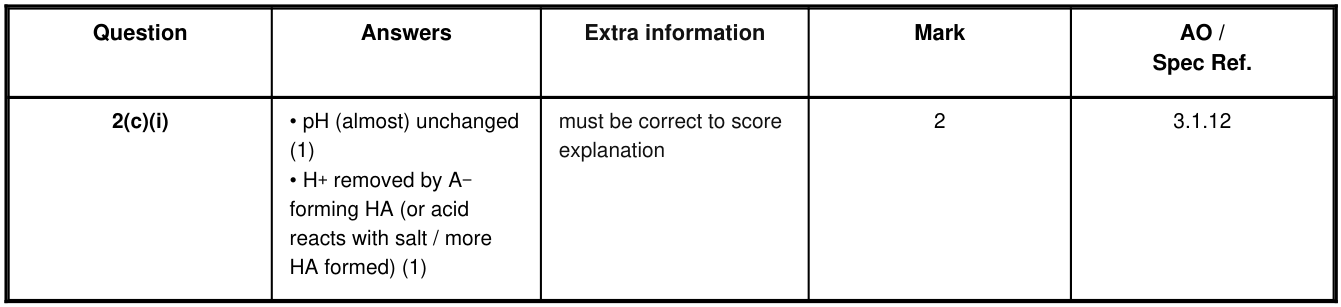 Question
Answers
Extra information
Mark
AO /
Spec Ref.
2(c)(i)
• pH (almost) unchanged
(1)
• H+ removed by A–
forming HA (or acid
reacts with salt / more
HA formed) (1)
must be correct to score
explanation
2
3.1.12